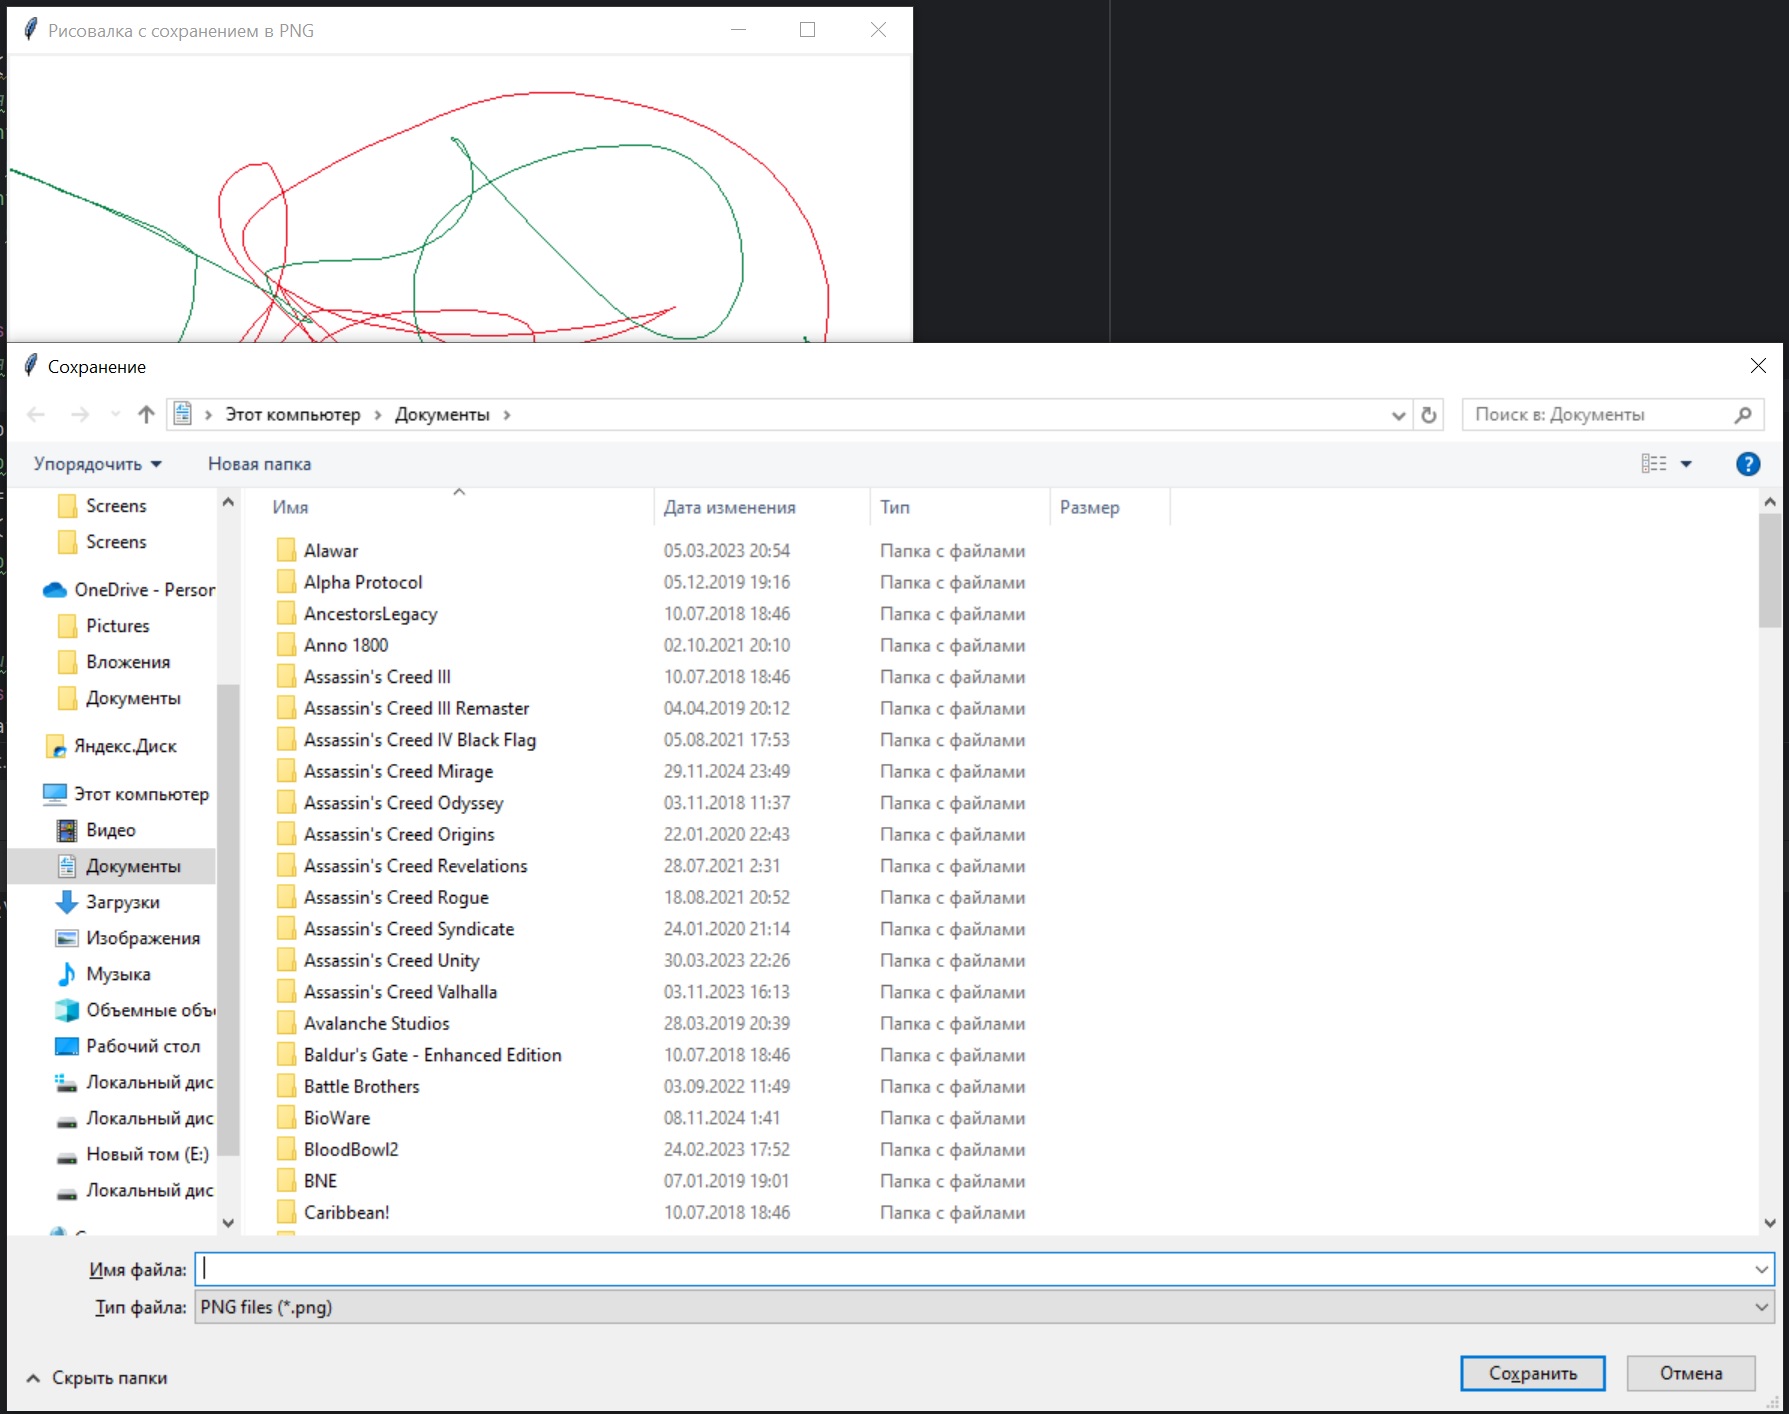 Рисовалка с сохранением в PNG
Сохранение
Этот компьютер > Документы >
Поиск в: Документы
Упорядочить
Новая папка
Screens
Screens
OneDrive - Person
Pictures
Вложения
Документы
Яндекс.Диск
Этот компьютер
Видео
Документы
Загрузки
Изображения
Музыка
Объемные объе
Рабочий стол
Локальный дис
Локальный дис
Новый том (E:)
Локальный дис
Имя Дата изменения Тип Размер
Alawar 05.03.2023 20:54 Папка с файлами
Alpha Protocol 05.12.2019 19:16 Папка с файлами
AncestorsLegacy 10.07.2018 18:46 Папка с файлами
Anno 1800 02.10.2021 20:10 Папка с файлами
Assassin's Creed III 10.07.2018 18:46 Папка с файлами
Assassin's Creed III Remaster 04.04.2019 20:12 Папка с файлами
Assassin's Creed IV Black Flag 05.08.2021 17:53 Папка с файлами
Assassin's Creed Mirage 29.11.2024 23:49 Папка с файлами
Assassin's Creed Odyssey 03.11.2018 11:37 Папка с файлами
Assassin's Creed Origins 22.01.2020 22:43 Папка с файлами
Assassin's Creed Revelations 28.07.2021 2:31 Папка с файлами
Assassin's Creed Rogue 18.08.2021 20:52 Папка с файлами
Assassin's Creed Syndicate 24.01.2020 21:14 Папка с файлами
Assassin's Creed Unity 30.03.2023 22:26 Папка с файлами
Assassin's Creed Valhalla 03.11.2023 16:13 Папка с файлами
Avalanche Studios 28.03.2019 20:39 Папка с файлами
Baldur's Gate - Enhanced Edition 10.07.2018 18:46 Папка с файлами
Battle Brothers 03.09.2022 11:49 Папка с файлами
BioWare 08.11.2024 1:41 Папка с файлами
BloodBowl2 24.02.2023 17:52 Папка с файлами
BNE 07.01.2019 19:01 Папка с файлами
Caribbean! 10.07.2018 18:46 Папка с файлами
Имя файла:
Тип файла: PNG files (*.png)
Скрыть папки
Сохранить
Отмена